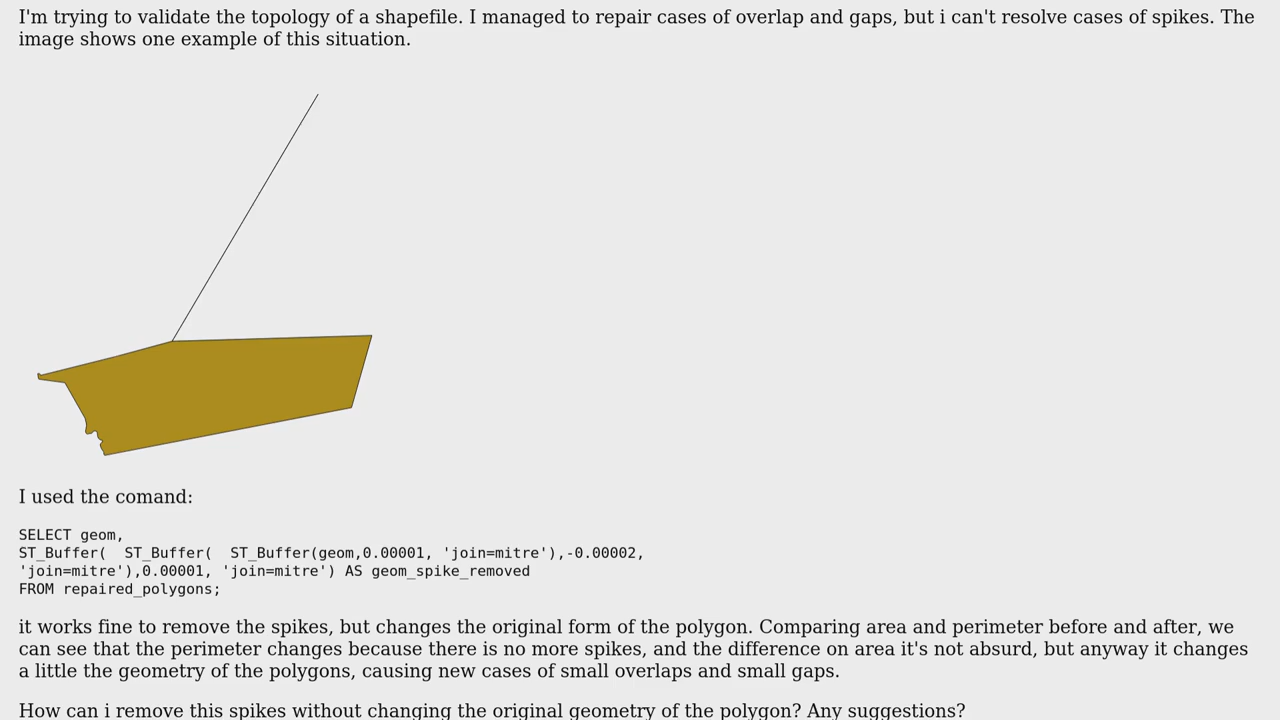 I'm trying to validate the topology of a shapefile. I managed to repair cases of overlap and gaps, but i can't resolve cases of spikes. The
image shows one example of this situation.
I used the comand:
SELECT geom,
ST_Buffer(  ST_Buffer(  ST_Buffer(geom,0.00001, 'join=mitre'),-0.00002,
'join=mitre'),0.00001, 'join=mitre') AS geom_spike_removed
FROM repaired_polygons;
it works fine to remove the spikes, but changes the original form of the polygon. Comparing area and perimeter before and after, we
can see that the perimeter changes because there is no more spikes, and the difference on area it's not absurd, but anyway it changes
a little the geometry of the polygons, causing new cases of small overlaps and small gaps.
How can i remove this spikes without changing the original geometry of the polygon? Any suggestions?